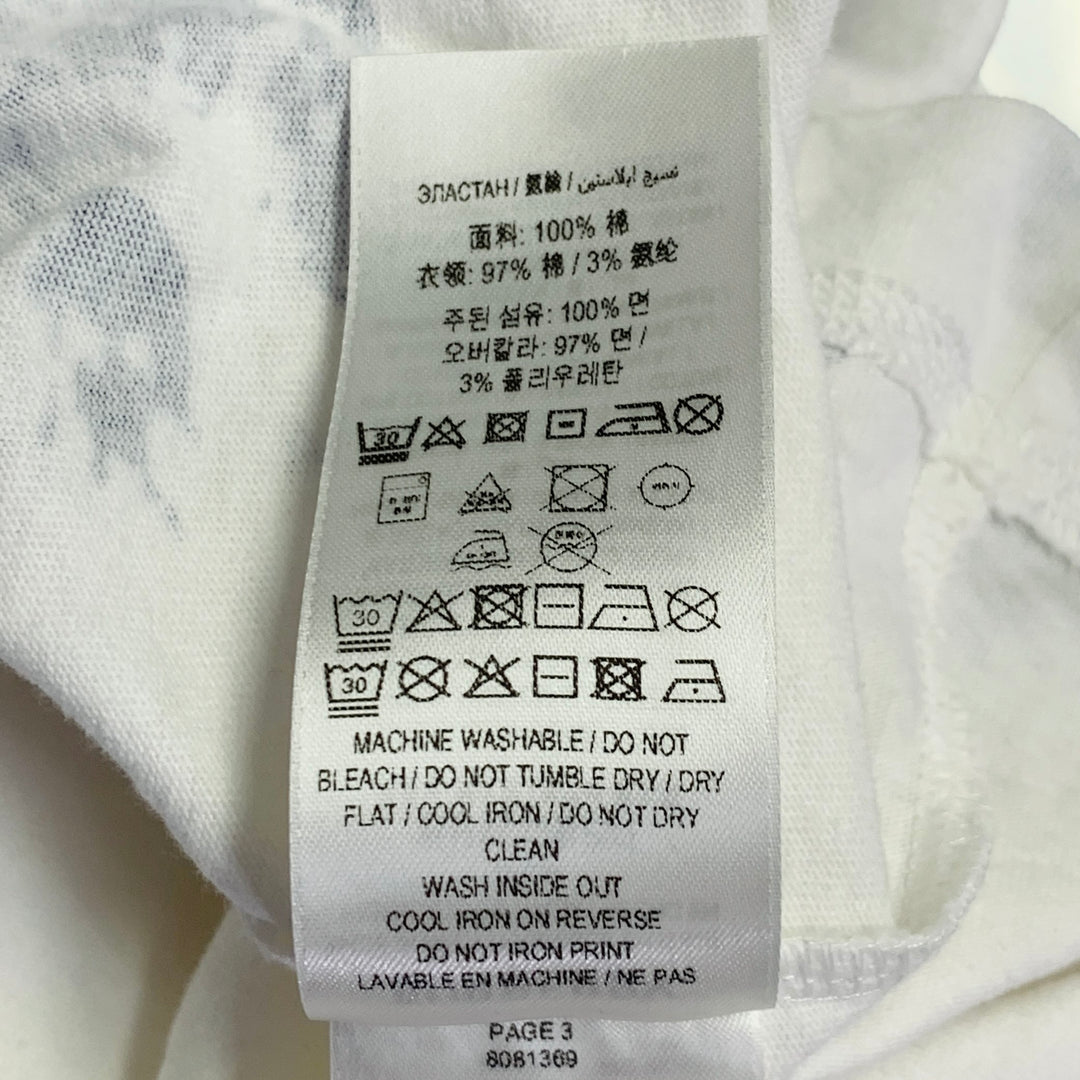 ЭЛАСТАН / 氨綸 / نسيج ايلاستين
面料: 100% 棉
衣领: 97% 棉 / 3% 氨纶
주된 섬유: 100% 면
오버칼라: 97% 면 /
3% 폴리우레탄
30
30
30
MACHINE WASHABLE / DO NOT
BLEACH / DO NOT TUMBLE DRY / DRY
FLAT / COOL IRON / DO NOT DRY
CLEAN
WASH INSIDE OUT
COOL IRON ON REVERSE
DO NOT IRON PRINT
LAVABLE EN MACHINE / NE PAS
PAGE 3
8081369